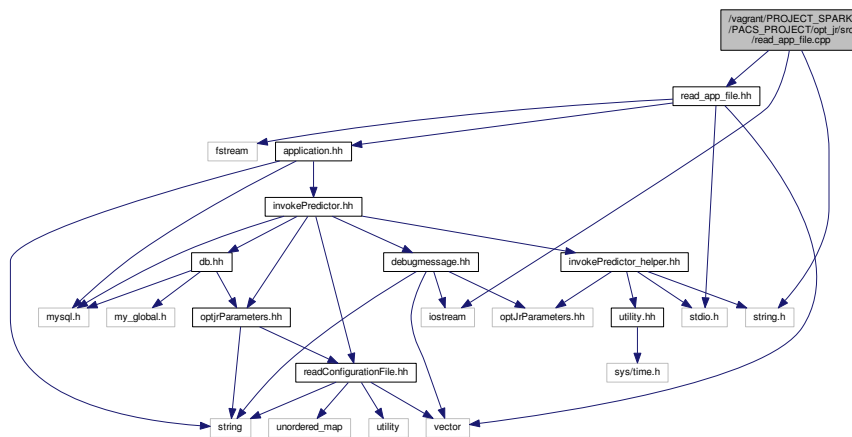 /vagrant/PROJECT_SPARK
/PACS_PROJECT/opt_jr/src
/read_app_file.cpp
read_app_file.hh
fstream
application.hh
invokePredictor.hh
db.hh
debugmessage.hh
invokePredictor_helper.hh
mysql.h
my_global.h
optjrParameters.hh
iostream
optJrParameters.hh
utility.hh
stdio.h
string.h
readConfigurationFile.hh
sys/time.h
string
unordered_map
utility
vector